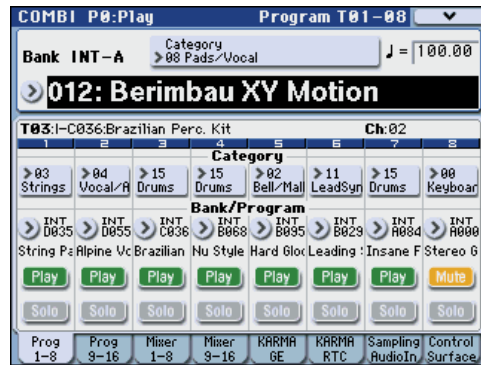 COMBI P0:Play Program T01-08
Bank INT-A
Category
08 Pads/Vocal
♩ = 100.00
012: Berimbau XY Motion
T03:I-C036:Brazilian Perc. Kit Ch:02
1 2 3 4 5 6 7 8
Category
03 04 15 15 02 11 15 00
Strings Vocal/A Drums Drums Bell/Mal LeadSyn Drums Keyboar
Bank/Program
INT INT INT INT INT INT INT INT
D035 D055 C036 B068 B095 B029 A084 A000
String Pa Alpine Vo Brazilian Nu Style Hard Gloc Leading Insane F Stereo G
Play Play Play Play Play Play Play Mute
Solo Solo Solo Solo Solo Solo Solo Solo
Prog Prog Mixer Mixer KARMA KARMA Sampling Control
1-8 9-16 1-8 9-16 GE RTC AudioIn Surface